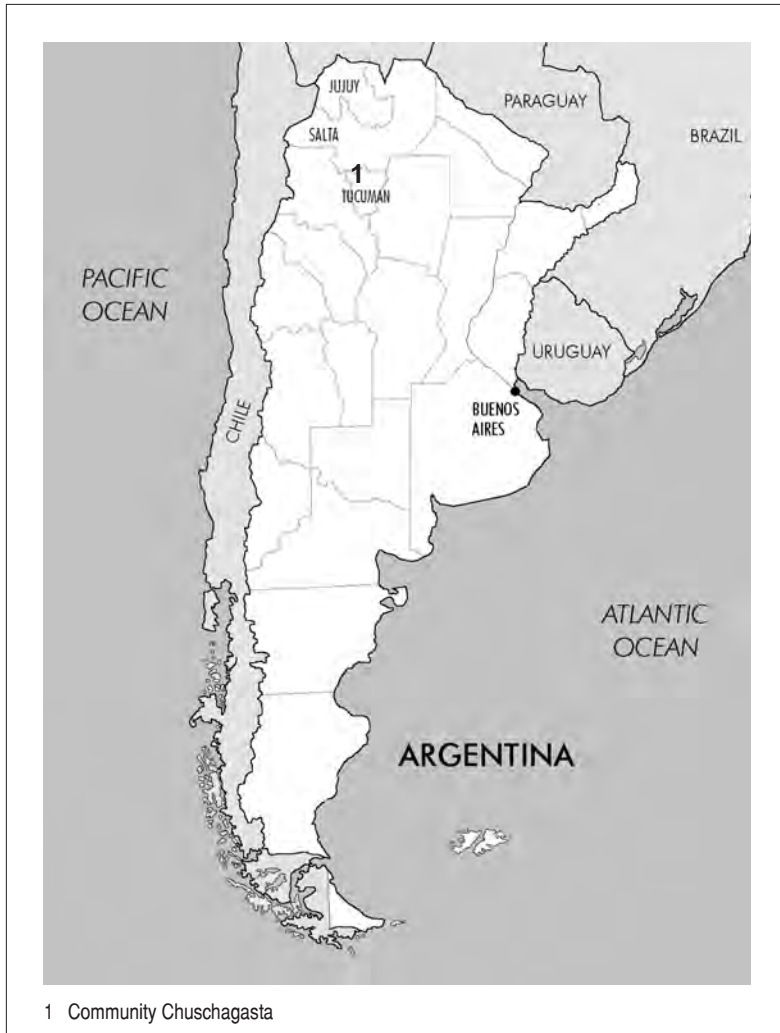 JUJUY
PARAGUAY
SALTA
BRAZIL
1
TUCUMAN
PACIFIC
OCEAN
URUGUAY
CHILE
BUENOS
AIRES
ATLANTIC
OCEAN
ARGENTINA
1 Community Chuschagasta